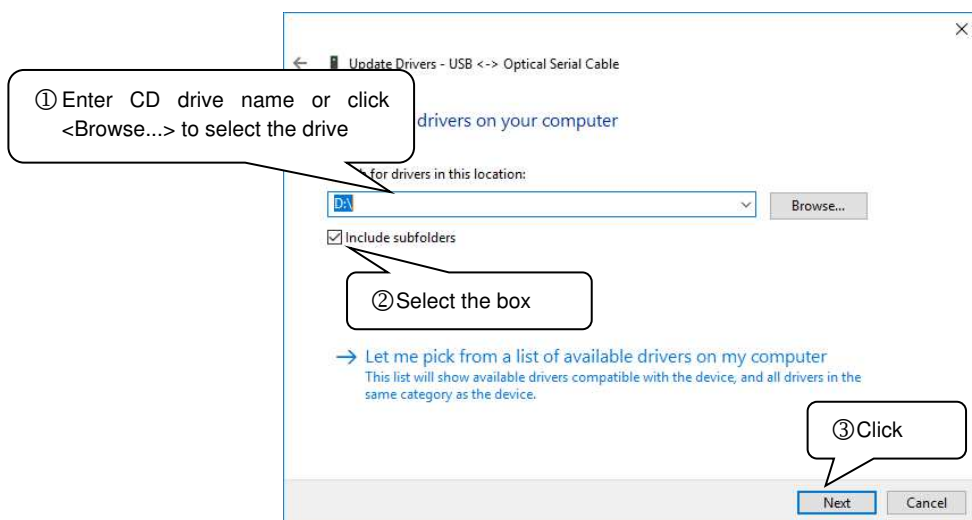 ← Update Drivers - USB <-> Optical Serial Cable
① Enter CD drive name or click
<Browse...> to select the drive
drivers on your computer
for drivers in this location:
D:\
Browse...
Include subfolders
②Select the box
→ Let me pick from a list of available drivers on my computer
This list will show available drivers compatible with the device, and all drivers in the
same category as the device.
③Click
Next Cancel